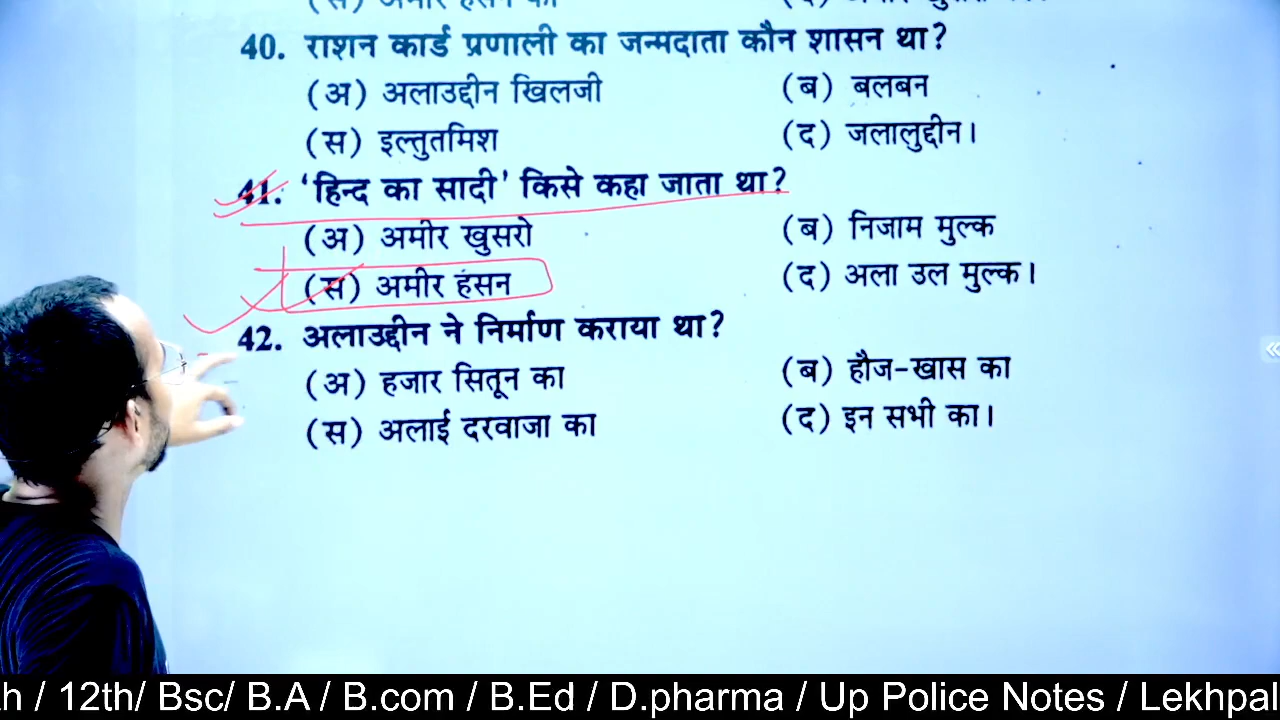 40. राशन कार्ड प्रणाली का जन्मदाता कौन शासन था?
(अ) अलाउद्दीन खिलजी (ब) बलबन
(स) इल्तुतमिश (द) जलालुद्दीन।
41. ‘हिन्द का सादी’ किसे कहा जाता था?
(अ) अमीर खुसरो (ब) निजाम मुल्क
(स) अमीर हसन (द) अला उल मुल्क।
42. अलाउद्दीन ने निर्माण कराया था?
(अ) हजार सितून का (ब) हौज-खास का
(स) अलाई दरवाजा का (द) इन सभी का।
/ 12th/ Bsc/ B.A / B.com / B.Ed / D.pharma / Up Police Notes / Lekhpal